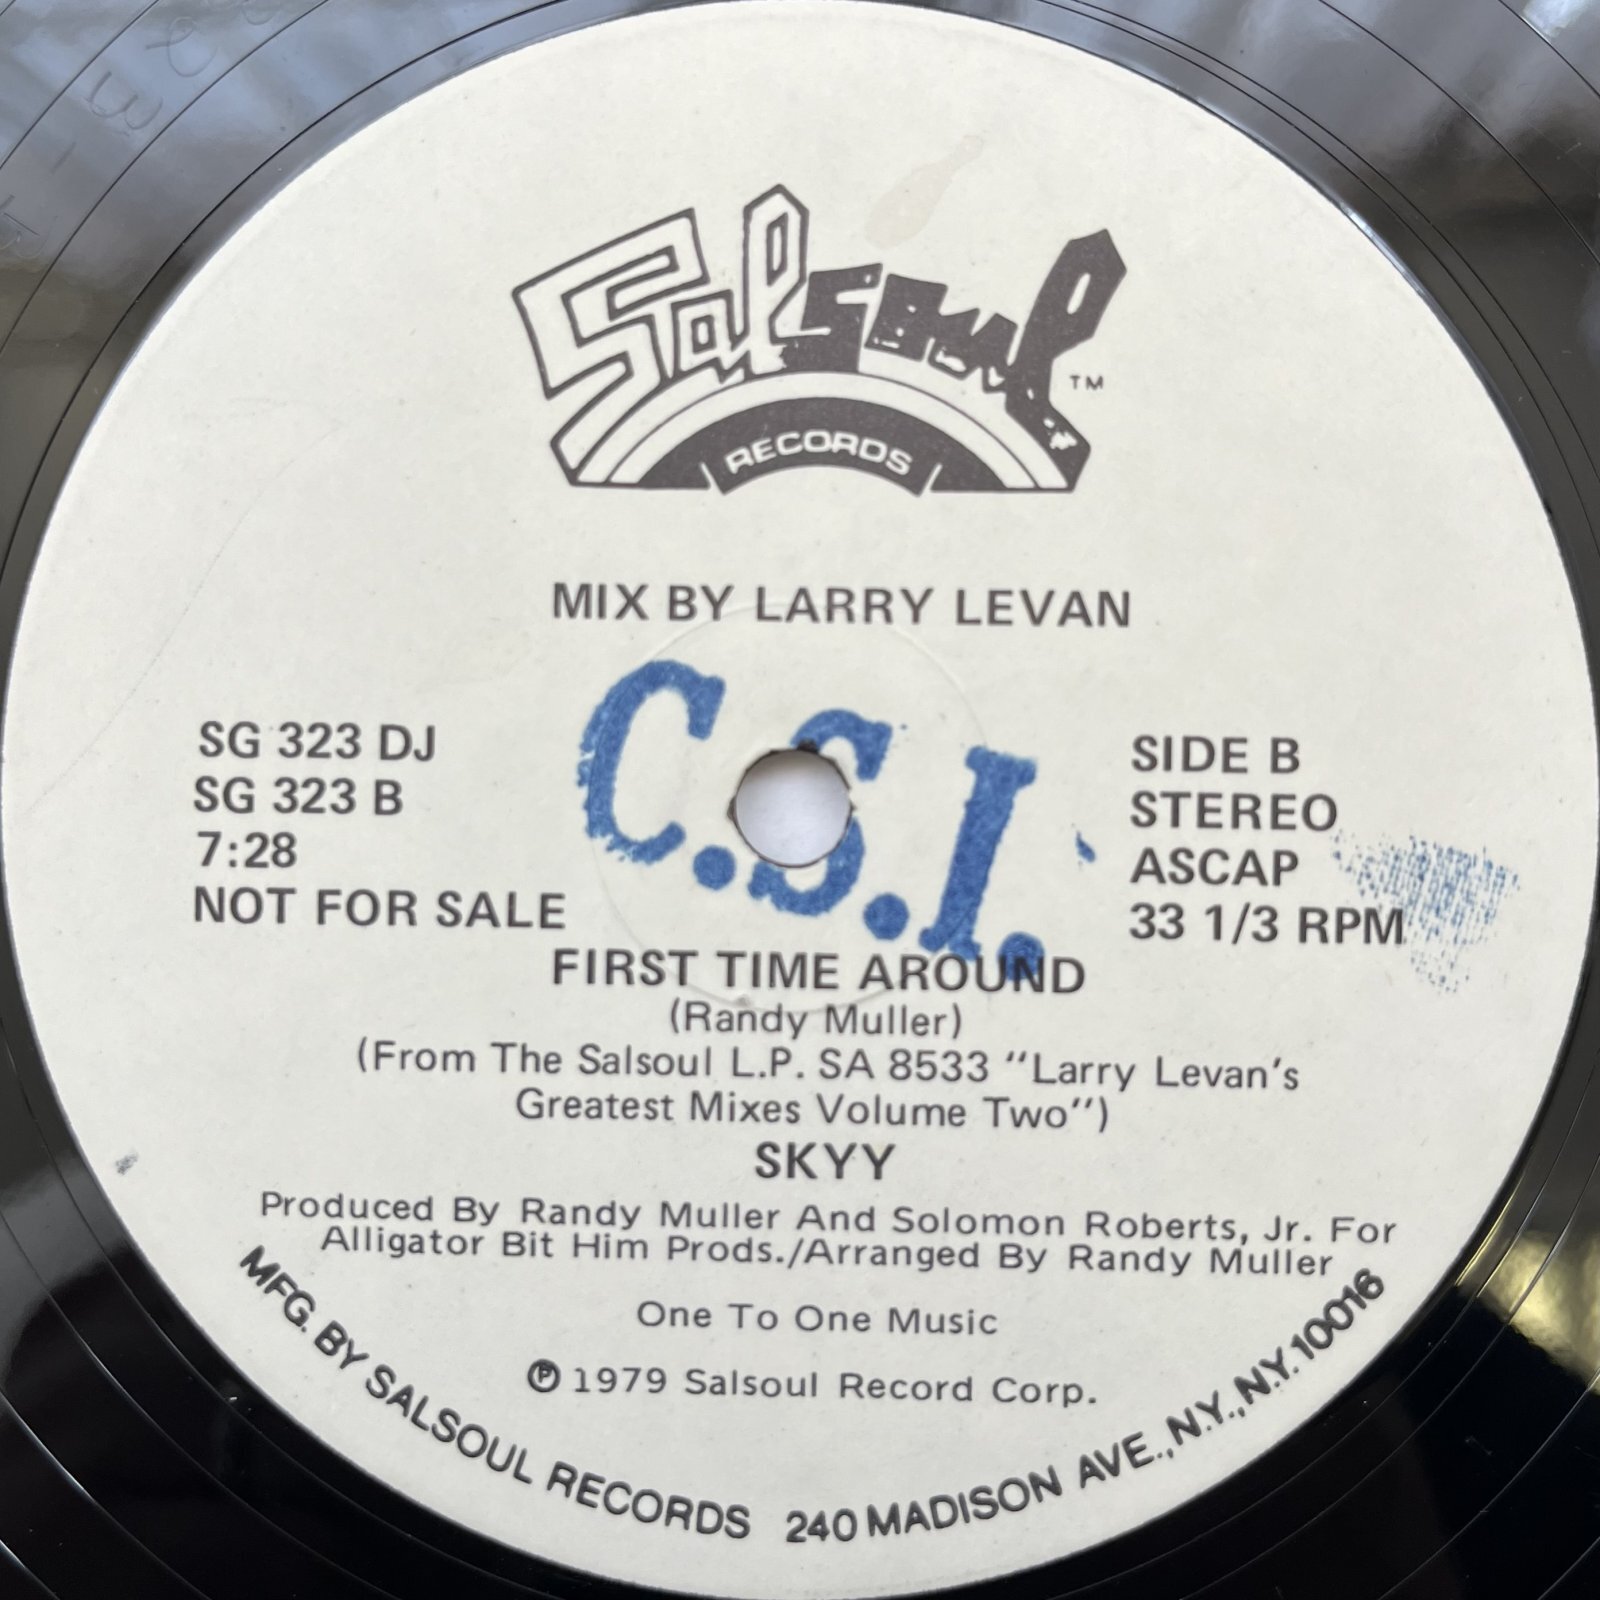 Salsoul TM
RECORDS
MIX BY LARRY LEVAN
C.S.I.
SG 323 DJ
SG 323 B
7:28
NOT FOR SALE
SIDE B
STEREO
ASCAP
33 1/3 RPM
FIRST TIME AROUND
(Randy Muller)
(From The Salsoul L.P. SA 8533 "Larry Levan's
Greatest Mixes Volume Two")
SKYY
Produced By Randy Muller And Solomon Roberts, Jr. For
Alligator Bit Him Prods./Arranged By Randy Muller
One To One Music
℗ 1979 Salsoul Record Corp.
MFG. BY SALSOUL RECORDS 240 MADISON AVE., N.Y., N.Y. 10016